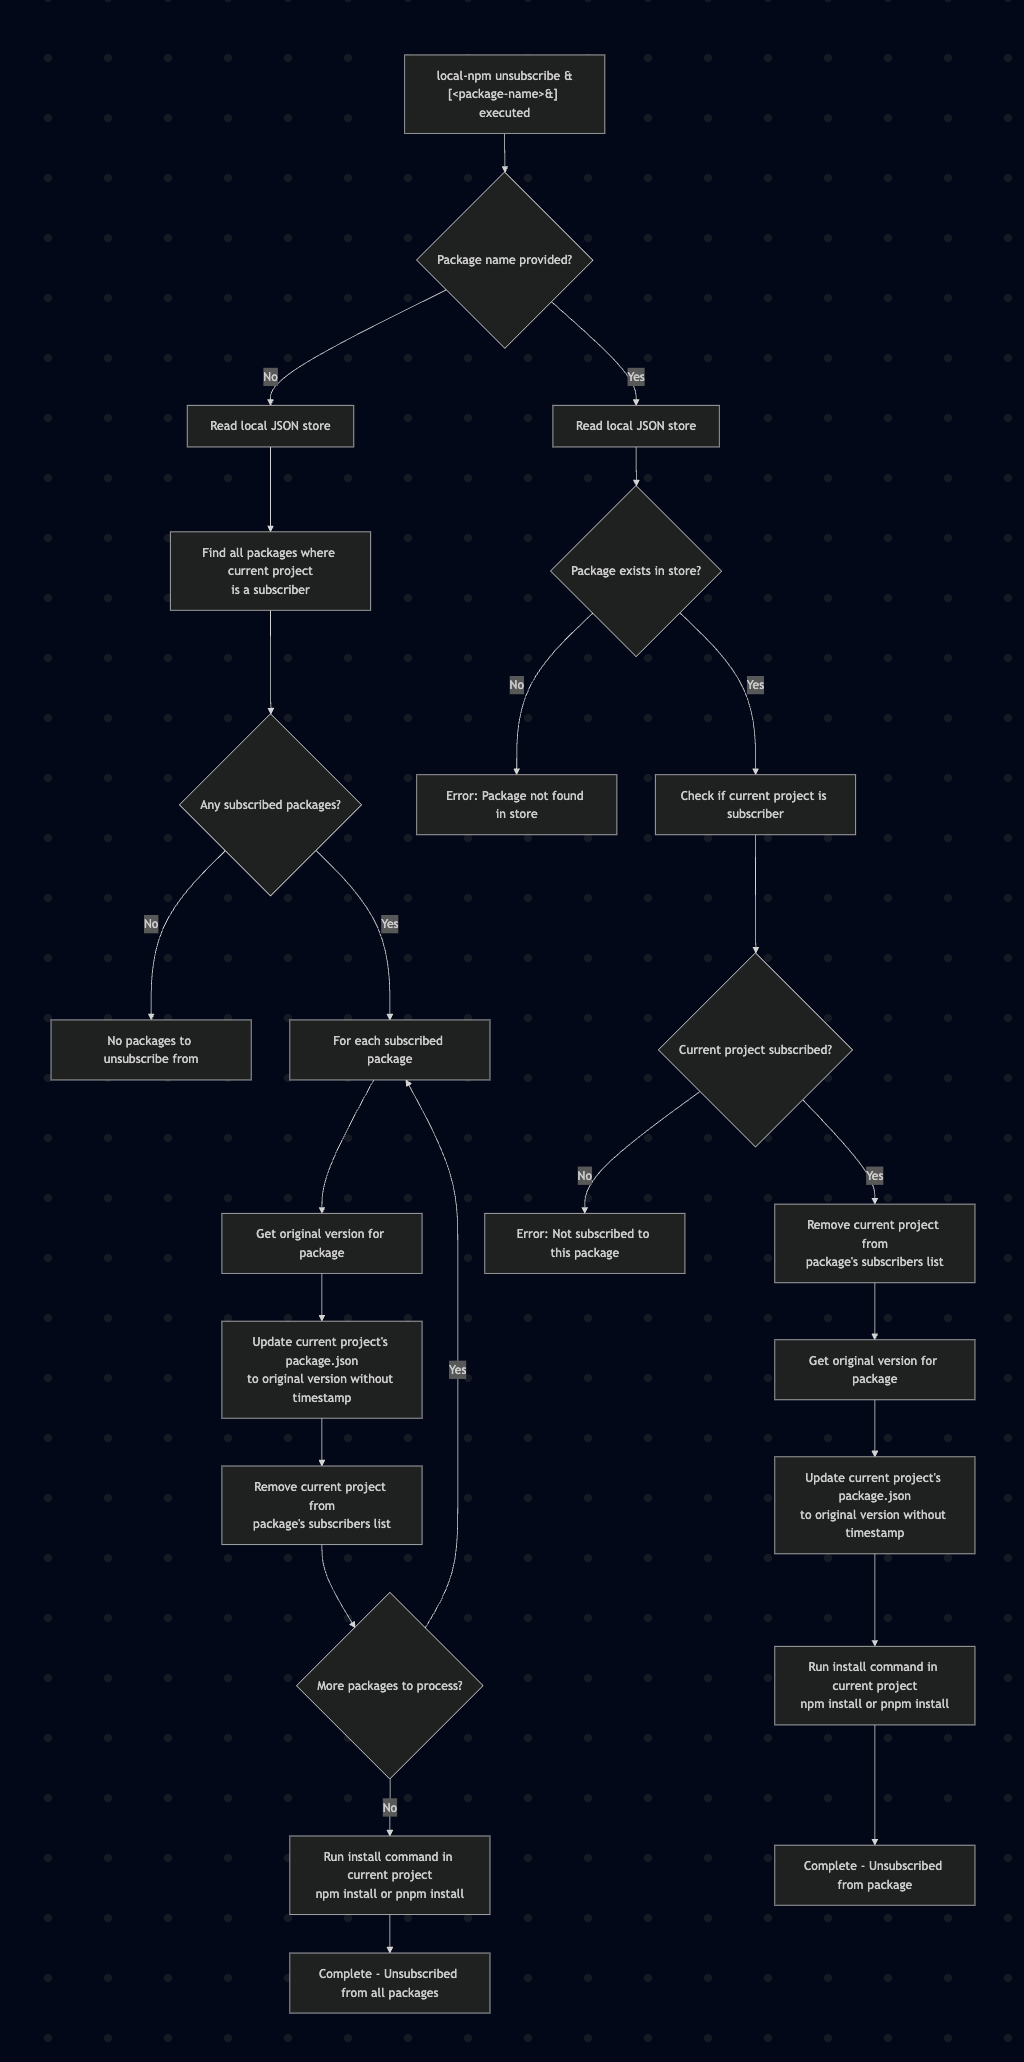 local-npm unsubscribe &
[<package-name>&]
executed
Package name provided?
No
Yes
Read local JSON store
Read local JSON store
Find all packages where
current project
is a subscriber
Package exists in store?
No
Yes
Any subscribed packages?
Error: Package not found
in store
Check if current project is
subscriber
No
Yes
No packages to
unsubscribe from
For each subscribed
package
Current project subscribed?
No
Yes
Get original version for
package
Error: Not subscribed to
this package
Remove current project
from
package's subscribers list
Update current project's
package.json
to original version without
timestamp
Yes
Get original version for
package
Remove current project
from
package's subscribers list
Update current project's
package.json
to original version without
timestamp
More packages to process?
Run install command in
current project
npm install or pnpm install
No
Run install command in
current project
npm install or pnpm install
Complete - Unsubscribed
from package
Complete - Unsubscribed
from all packages